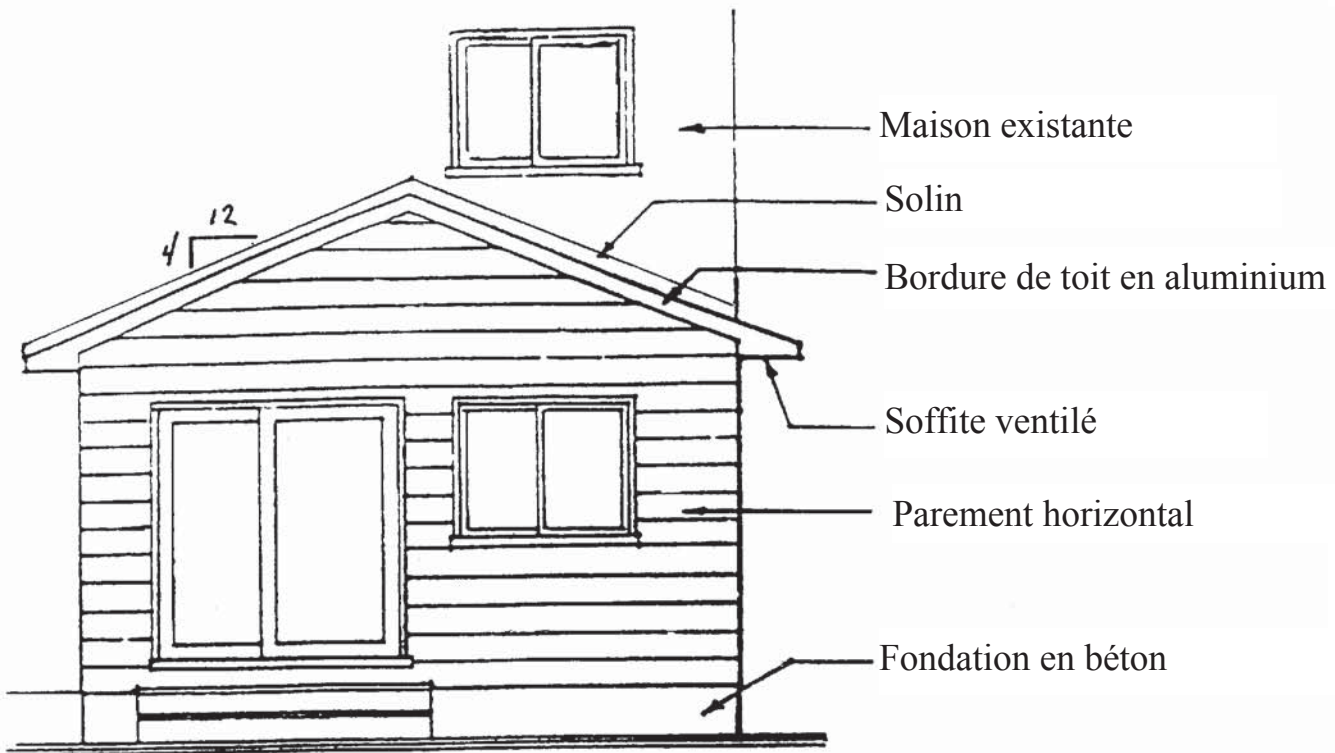 Maison existante
Solin
12
4
Bordure de toit en aluminium
Soffite ventilé
Parement horizontal
Fondation en béton